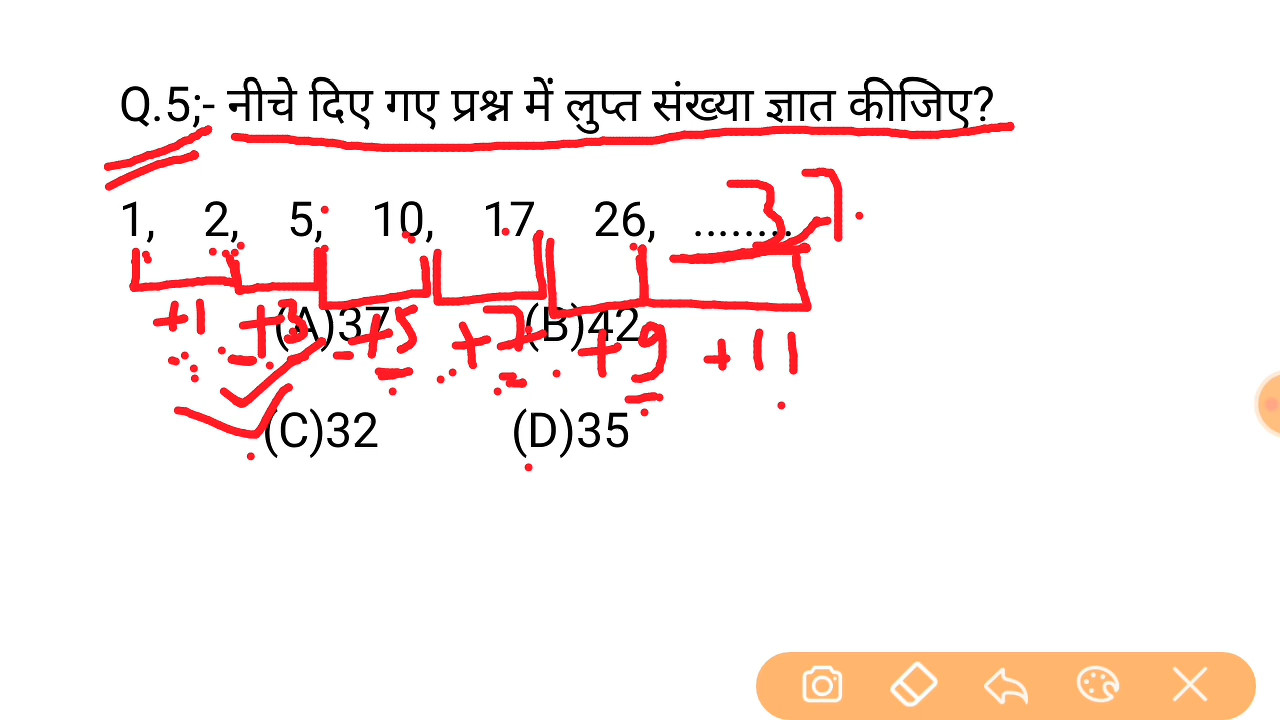 Q.5;- नीचे दिए गए प्रश्न में लुप्त संख्या ज्ञात कीजिए?
1, 2, 5, 10, 17, 26, ........ 37
+1 +3 +5 +7 +9 +11
(A)37 (B)42
(C)32 (D)35